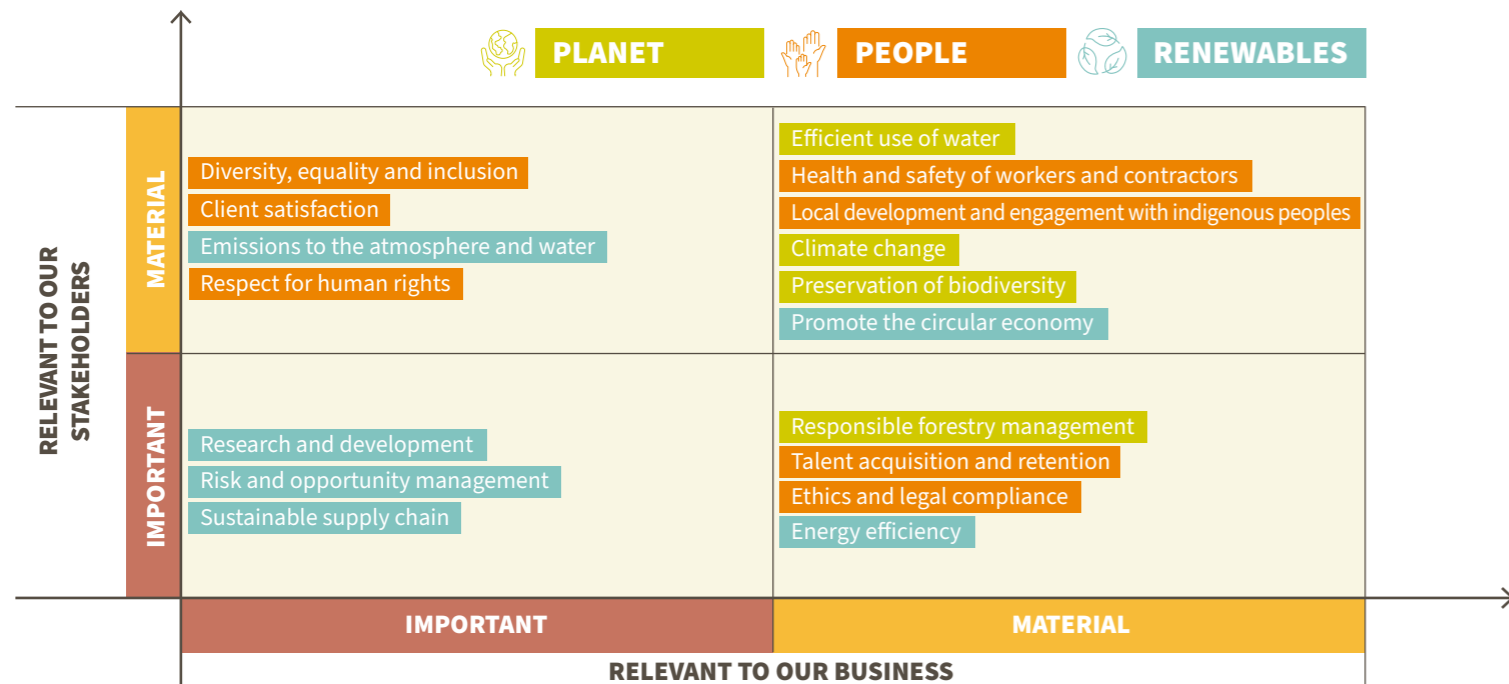 PLANET
PEOPLE
RENEWABLES
RELEVANT TO OUR
STAKEHOLDERS
MATERIAL
Diversity, equality and inclusion
Client satisfaction
Emissions to the atmosphere and water
Respect for human rights
Efficient use of water
Health and safety of workers and contractors
Local development and engagement with indigenous peoples
Climate change
Preservation of biodiversity
Promote the circular economy
IMPORTANT
Research and development
Risk and opportunity management
Sustainable supply chain
Responsible forestry management
Talent acquisition and retention
Ethics and legal compliance
Energy efficiency
IMPORTANT
MATERIAL
RELEVANT TO OUR BUSINESS